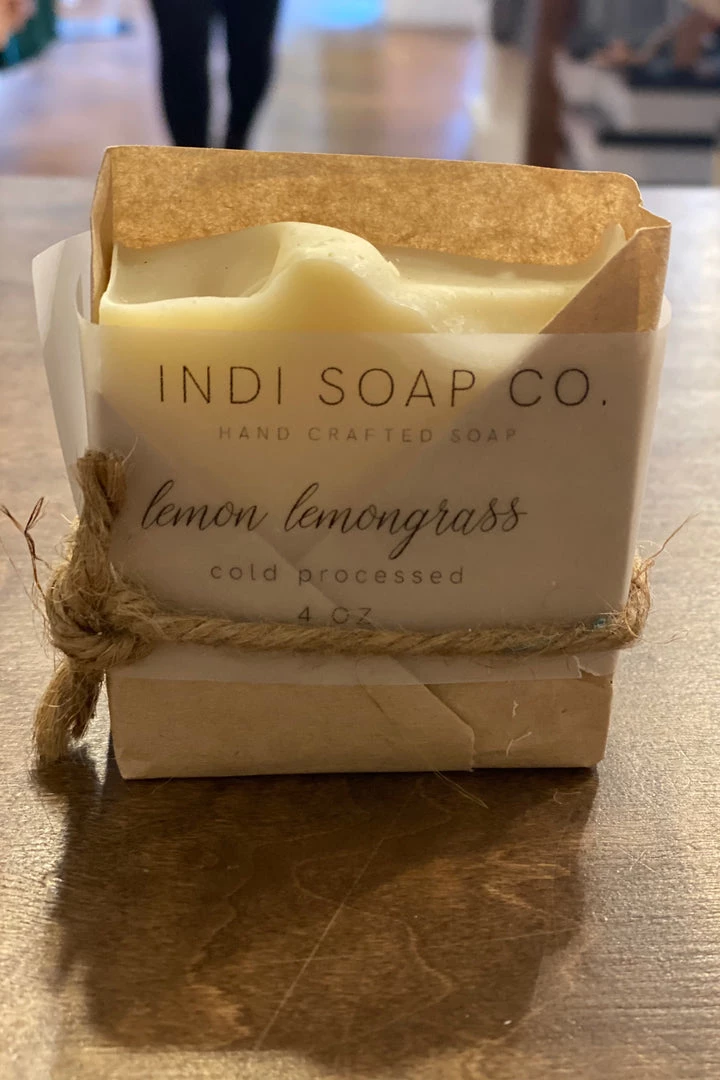 INDI SOAP CO.
HAND CRAFTED SOAP
lemon lemongrass
cold processed
4 OZ